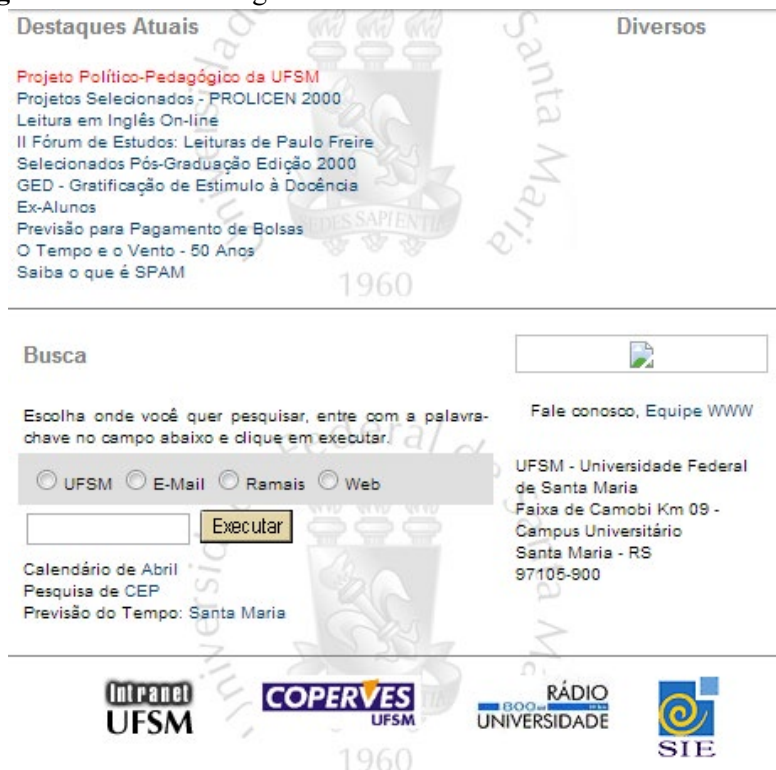 Destaques Atuais
Diversos
Projeto Político-Pedagógico da UFSM
Projetos Selecionados - PROLICEN 2000
Leitura em Inglês On-line
II Fórum de Estudos: Leituras de Paulo Freire
Selecionados Pós-Graduação Edição 2000
GED - Gratificação de Estimulo à Docência
Ex-Alunos
Previsão para Pagamento de Bolsas
O Tempo e o Vento - 50 Anos
Saiba o que é SPAM
SEDES SAPIENTIAE
1960
Busca
Escolha onde você quer pesquisar, entre com a palavra-
chave no campo abaixo e clique em executar.
UFSM E-Mail Ramais Web
Executar
Calendário de Abril
Pesquisa de CEP
Previsão do Tempo: Santa Maria
Fale conosco, Equipe WWW
UFSM - Universidade Federal
de Santa Maria
Faixa de Camobi Km 09 -
Campus Universitário
Santa Maria - RS
97105-900
Intranet
UFSM
COPERVES
UFSM
RÁDIO
800
UNIVERSIDADE
SIE
1960